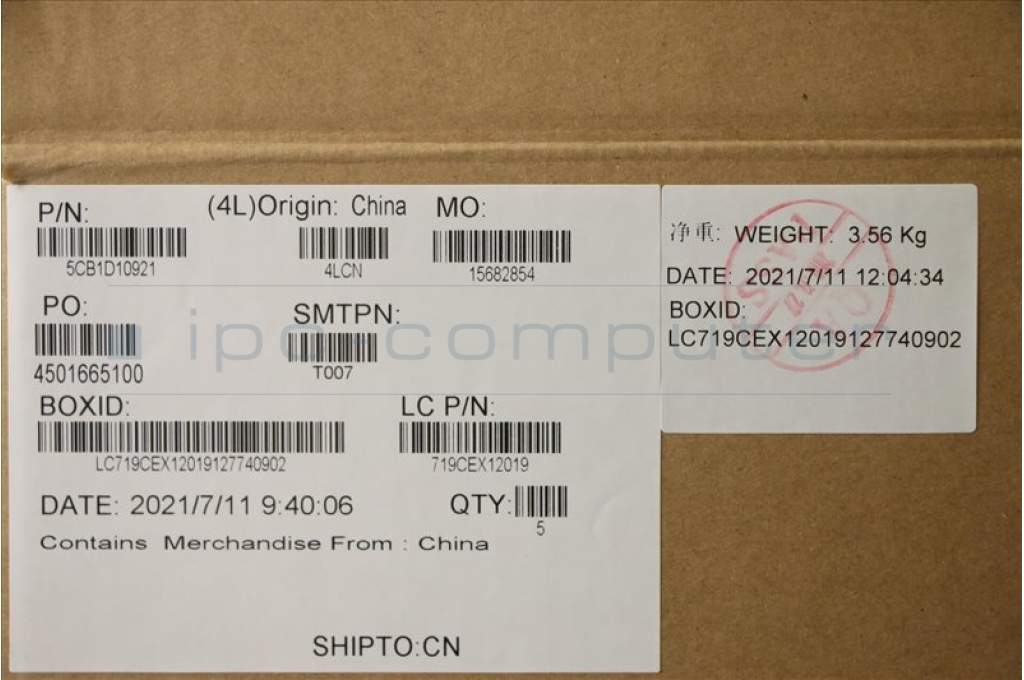 P/N: (4L)Origin: China MO:
5CB1D10921 4LCN 15682854
PO: SMTPN:
4501665100 T007
BOXID: LC P/N:
LC719CEX12019127740902 719CEX12019
DATE: 2021/7/11 9:40:06 QTY:
5
Contains Merchandise From : China
SHIPTO:CN
净重: WEIGHT: 3.56 Kg
DATE: 2021/7/11 12:04:34
BOXID:
LC719CEX12019127740902
ipc-computer